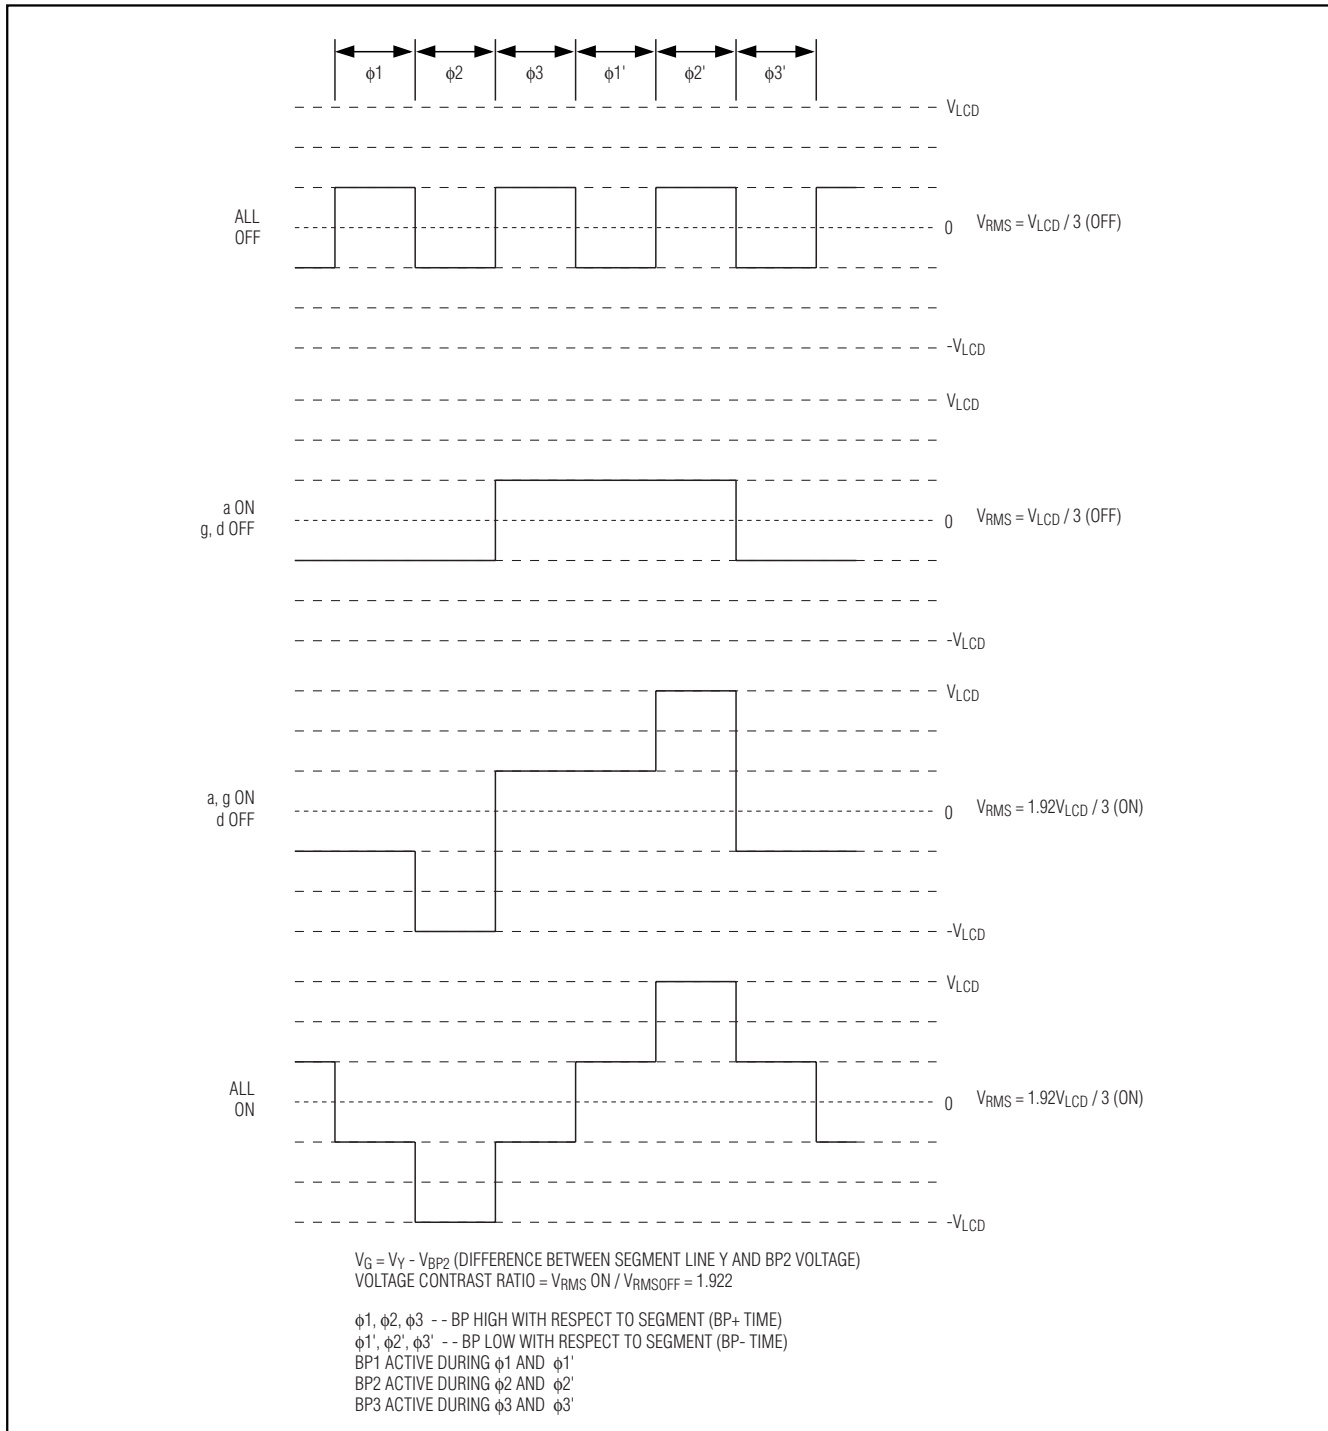 ϕ1 ϕ2 ϕ3 ϕ1' ϕ2' ϕ3'
VLCD
ALL
OFF
0 VRMS = VLCD / 3 (OFF)
-VLCD
VLCD
a ON
g, d OFF
0 VRMS = VLCD / 3 (OFF)
-VLCD
VLCD
a, g ON
d OFF
0 VRMS = 1.92VLCD / 3 (ON)
-VLCD
VLCD
ALL
ON
0 VRMS = 1.92VLCD / 3 (ON)
-VLCD
VG = VY - VBP2 (DIFFERENCE BETWEEN SEGMENT LINE Y AND BP2 VOLTAGE)
VOLTAGE CONTRAST RATIO = VRMS ON / VRMSOFF = 1.922
ϕ1, ϕ2, ϕ3 - - BP HIGH WITH RESPECT TO SEGMENT (BP+ TIME)
ϕ1', ϕ2', ϕ3' - - BP LOW WITH RESPECT TO SEGMENT (BP- TIME)
BP1 ACTIVE DURING ϕ1 AND ϕ1'
BP2 ACTIVE DURING ϕ2 AND ϕ2'
BP3 ACTIVE DURING ϕ3 AND ϕ3'